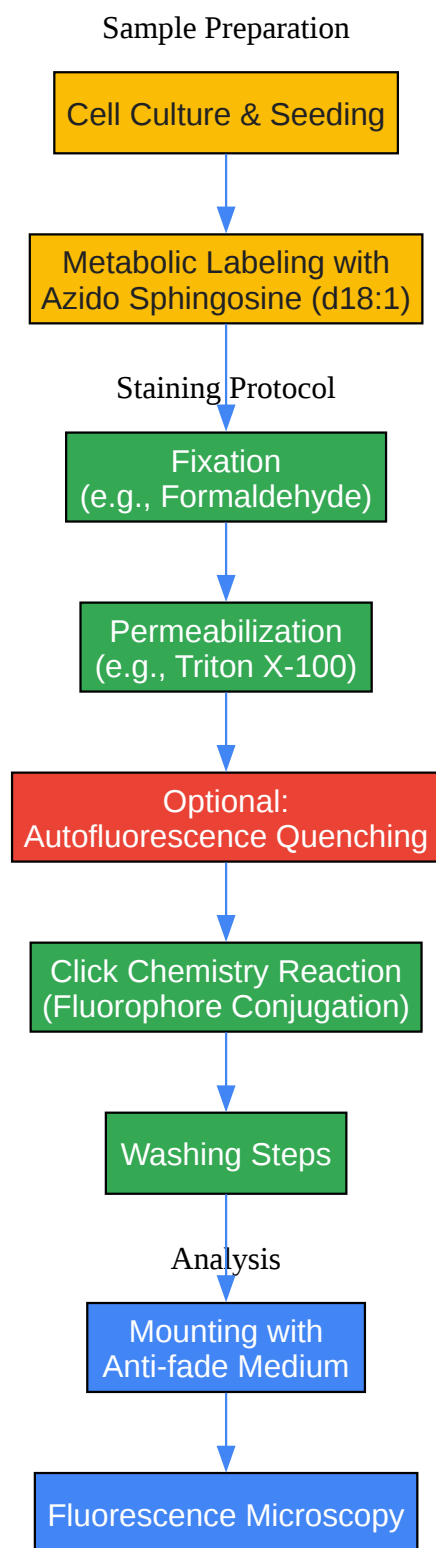 Sample Preparation
Cell Culture & Seeding
Metabolic Labeling with
Azido Sphingosine (d18:1)
Staining Protocol
Fixation
(e.g., Formaldehyde)
Permeabilization
(e.g., Triton X-100)
Optional:
Autofluorescence Quenching
Click Chemistry Reaction
(Fluorophore Conjugation)
Washing Steps
Analysis
Mounting with
Anti-fade Medium
Fluorescence Microscopy